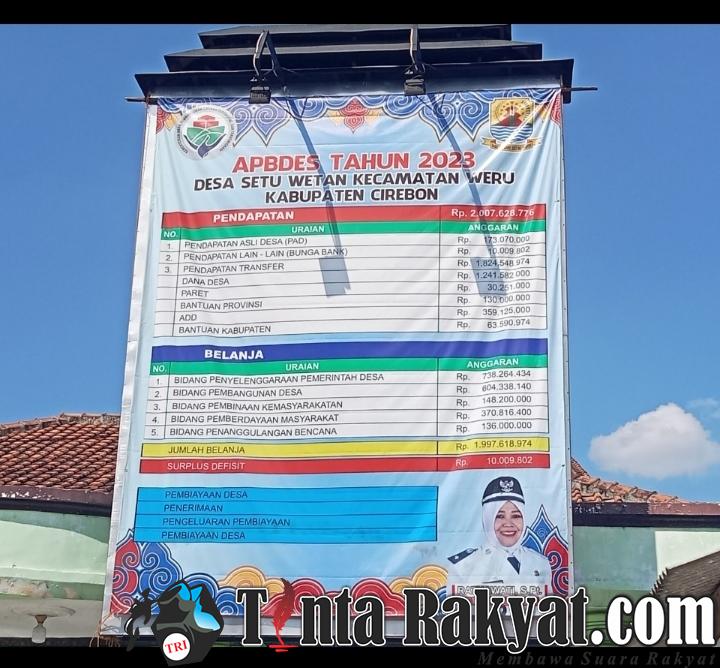 APBDES TAHUN 2023
DESA SETU WETAN KECAMATAN WERU
KABUPATEN CIREBON
PENDAPATAN Rp. 2.007.628.776
NO. URAIAN ANGGARAN
1. PENDAPATAN ASLI DESA (PAD) Rp. 173.070.000
2. PENDAPATAN LAIN - LAIN (BUNGA BANK) Rp. 10.009.802
3. PENDAPATAN TRANSFER Rp. 1.824.548.974
DANA DESA Rp. 1.241.582.000
PARET Rp. 30.251.000
BANTUAN PROVINSI Rp. 130.000.000
ADD Rp. 359.125.000
BANTUAN KABUPATEN Rp. 63.590.974
BELANJA
NO. URAIAN ANGGARAN
1. BIDANG PENYELENGGARAAN PEMERINTAH DESA Rp. 738.264.434
2. BIDANG PEMBANGUNAN DESA Rp. 604.338.140
3. BIDANG PEMBINAAN KEMASYARAKATAN Rp. 148.200.000
4. BIDANG PEMBERDAYAAN MASYARAKAT Rp. 370.816.400
5. BIDANG PENANGGULANGAN BENCANA Rp. 136.000.000
JUMLAH BELANJA Rp. 1.997.618.974
SURPLUS DEFISIT Rp. 10.009.802
PEMBIAYAAN DESA
PENERIMAAN
PENGELUARAN PEMBIAYAAN
PEMBIAYAAN DESA
TRI
Tinta Rakyat.com
Membawa Suara Rakyat